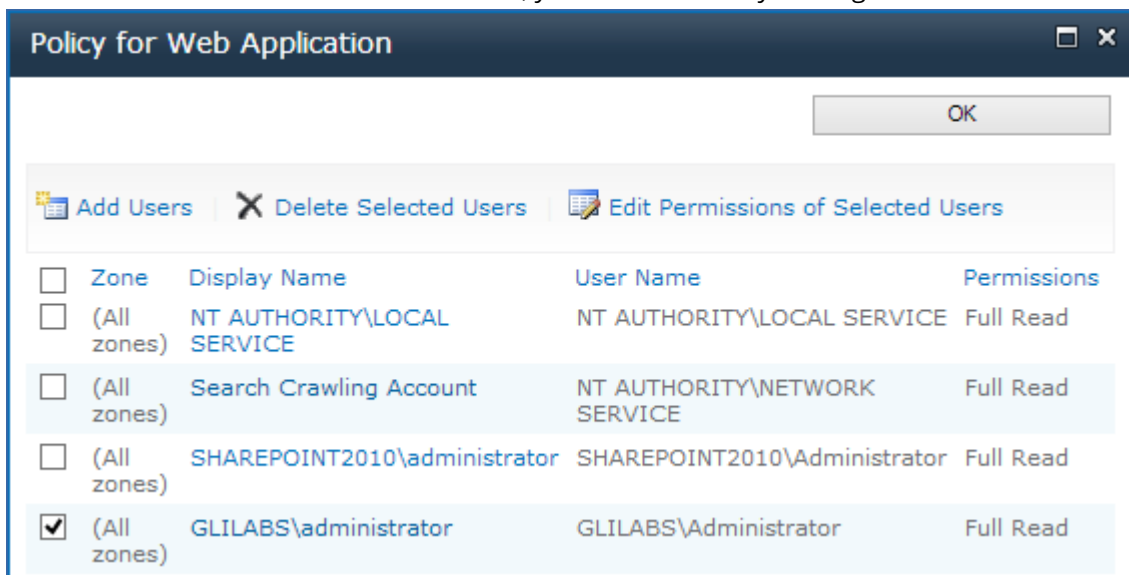 Policy for Web Application
OK
Add Users Delete Selected Users Edit Permissions of Selected Users
Zone Display Name User Name Permissions
(All zones) NT AUTHORITY\LOCAL SERVICE NT AUTHORITY\LOCAL SERVICE Full Read
(All zones) Search Crawling Account NT AUTHORITY\NETWORK SERVICE Full Read
(All zones) SHAREPOINT2010\administrator SHAREPOINT2010\Administrator Full Read
(All zones) GLILABS\administrator GLILABS\Administrator Full Read